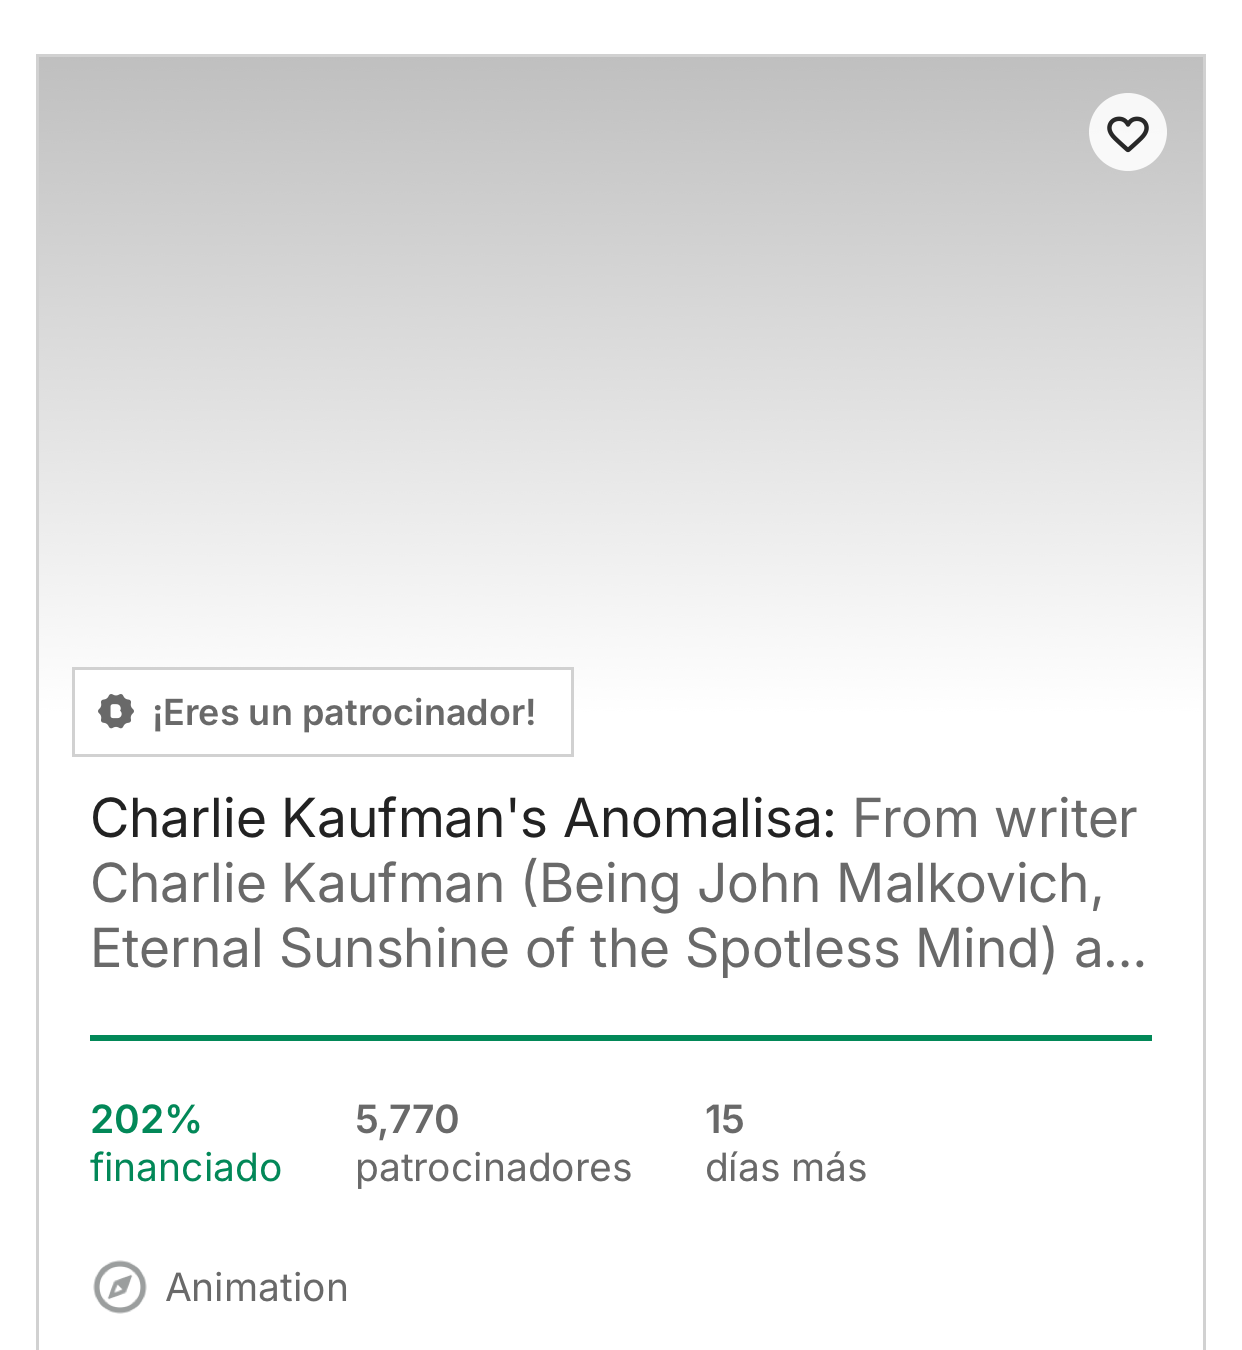 ¡Eres un patrocinador!
Charlie Kaufman's Anomalisa: From writer
Charlie Kaufman (Being John Malkovich,
Eternal Sunshine of the Spotless Mind) a...
202%
financiado
5,770
patrocinadores
15
días más
Animation